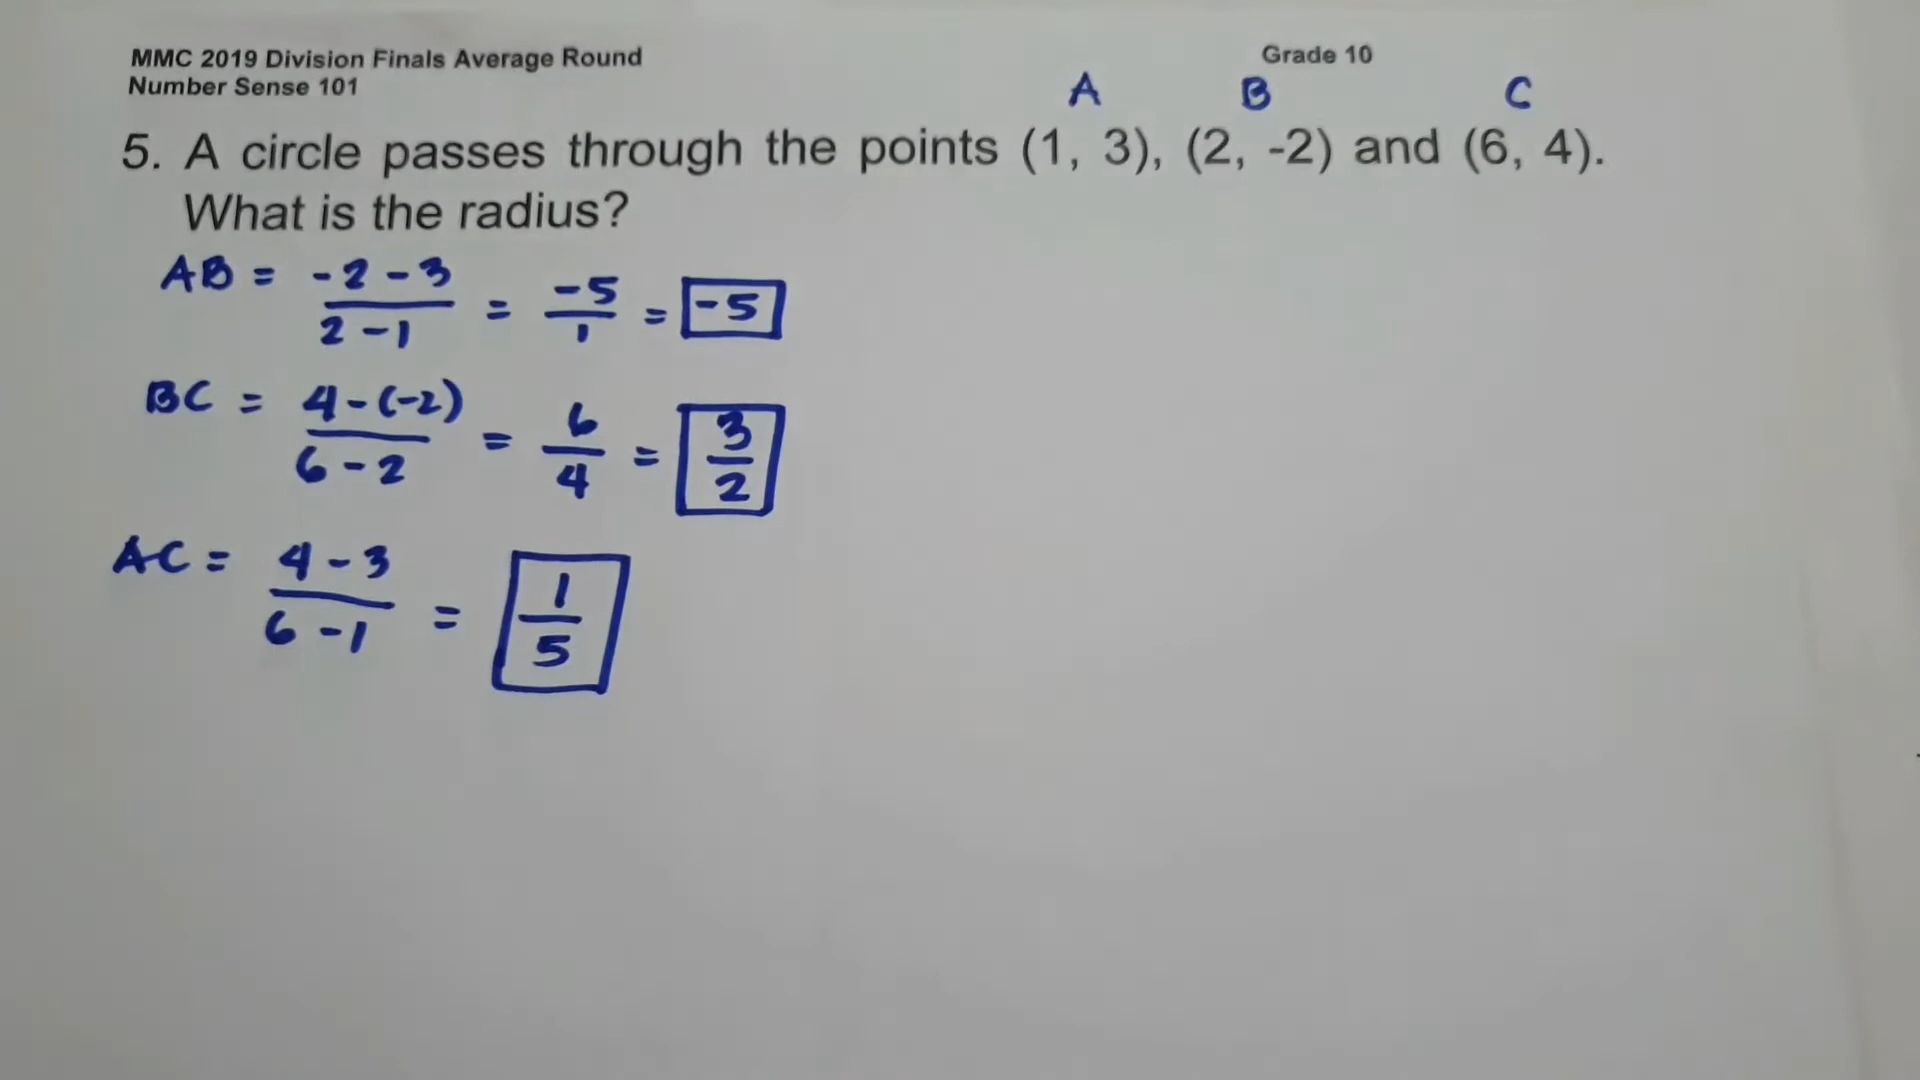 MMC 2019 Division Finals Average Round
Grade 10
Number Sense 101
A B C
5. A circle passes through the points (1, 3), (2, -2) and (6, 4).
What is the radius?
AB = -2-3/2-1 = -5/1 = -5
BC = 4-(-2)/6-2 = 6/4 = 3/2
AC = 4-3/6-1 = 1/5